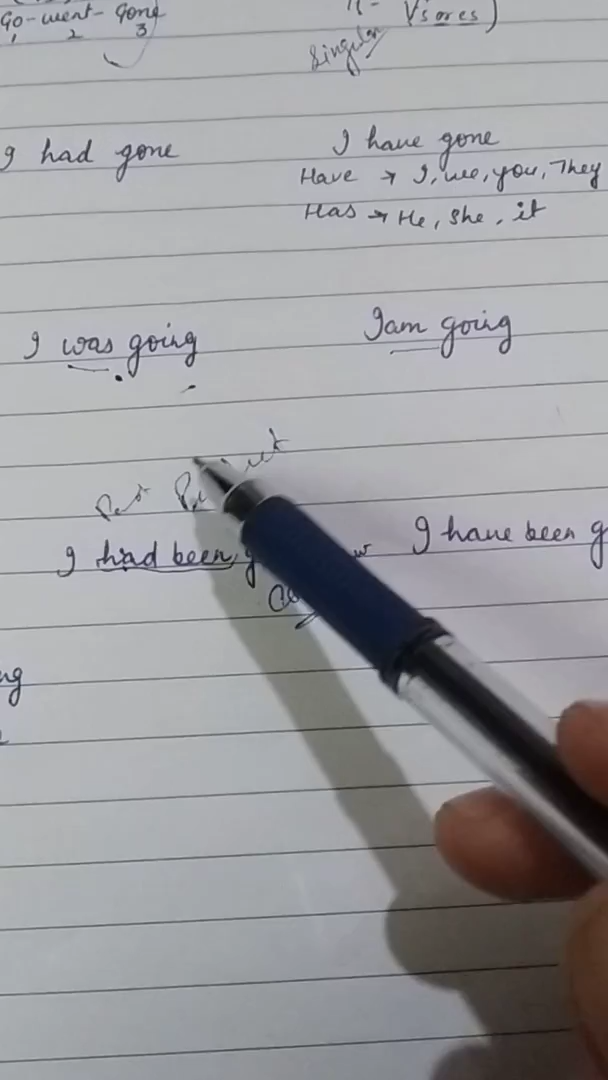 Go-went-Gone
1 2 3
V s or es)
Singular
I had gone
I have gone
Have → I, we, you, They
Has → He, She, it
I was going
I am going
I had been
I have been g
ng